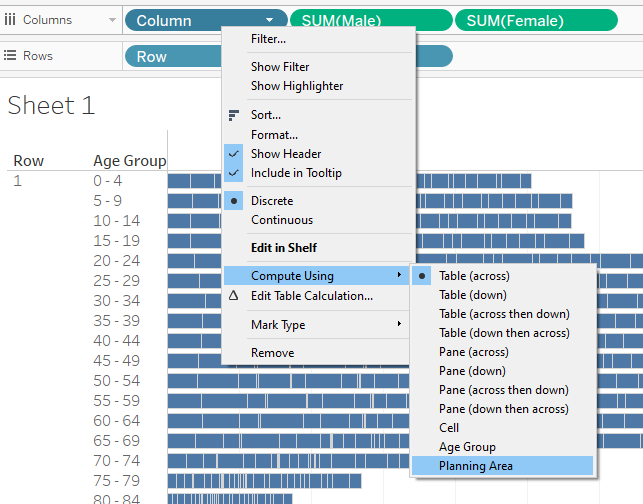 Columns
Column
SUM(Male)
SUM(Female)
Rows
Row
Sheet 1
Row
Age Group
1
0 - 4
5 - 9
10 - 14
15 - 19
20 - 24
25 - 29
30 - 34
35 - 39
40 - 44
45 - 49
50 - 54
55 - 59
60 - 64
65 - 69
70 - 74
75 - 79
80 - 84
Filter...
Show Filter
Show Highlighter
Sort...
Format...
Show Header
Include in Tooltip
Discrete
Continuous
Edit in Shelf
Compute Using
Edit Table Calculation...
Mark Type
Remove
Table (across)
Table (down)
Table (across then down)
Table (down then across)
Pane (across)
Pane (down)
Pane (across then down)
Pane (down then across)
Cell
Age Group
Planning Area